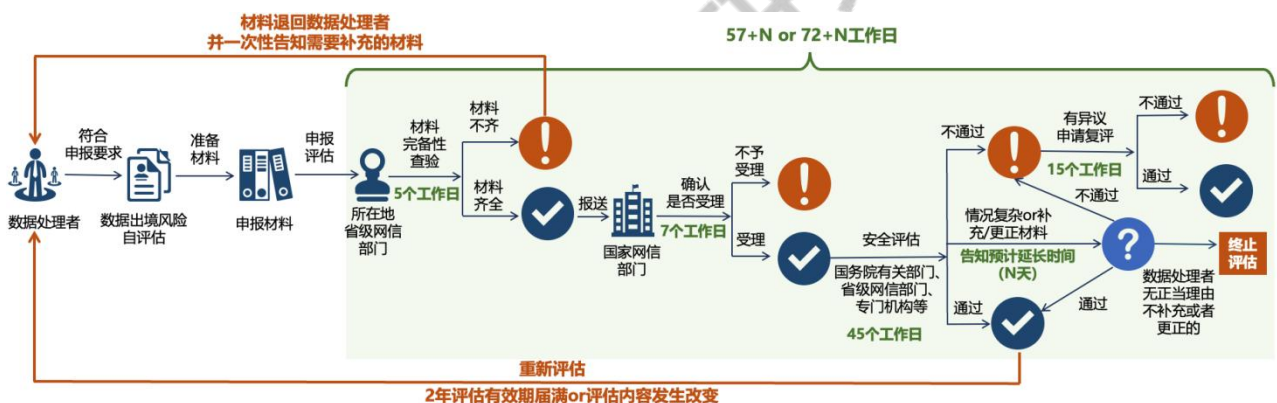 材料退回数据处理者
并一次性告知需要补充的材料
57+N or 72+N工作日
符合
申报要求
准备
材料
申报
评估
材料
完备性
查验
5个工作日
材料
不齐
材料
齐全
报送
确认
是否受理
7个工作日
不予
受理
受理
安全评估
国务院有关部门、
省级网信部门、
专门机构等
45个工作日
不通过
情况复杂or补
充/更正材料
告知预计延长时间
(N天)
通过
有异议
申请复评
15个工作日
不通过
通过
不通过
通过
终止
评估
数据处理者
无正当理由
不补充或者
更正的
数据处理者
数据出境风险
自评估
申报材料
所在地
省级网信
部门
国家网信
部门
重新评估
2年评估有效期届满or评估内容发生改变